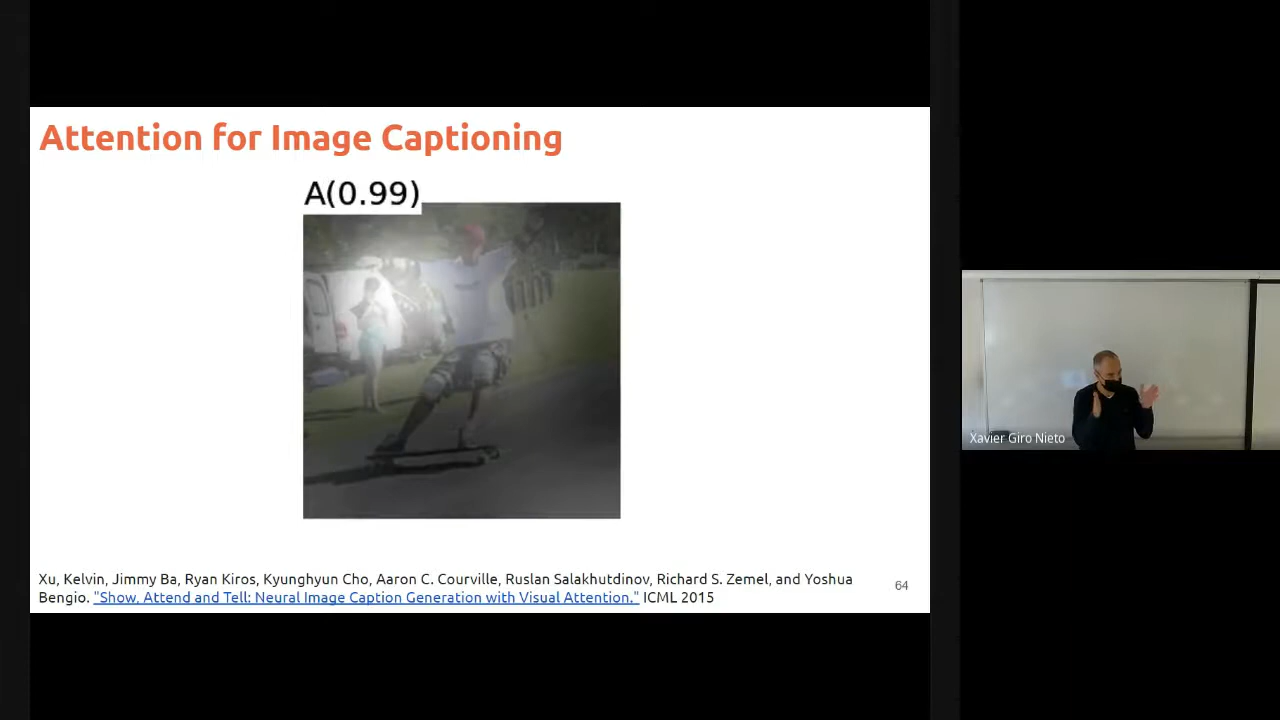 Attention for Image Captioning
A(0.99)
Xu, Kelvin, Jimmy Ba, Ryan Kiros, Kyunghyun Cho, Aaron C. Courville, Ruslan Salakhutdinov, Richard S. Zemel, and Yoshua
Bengio. "Show, Attend and Tell: Neural Image Caption Generation with Visual Attention." ICML 2015
64
Xavier Giro Nieto